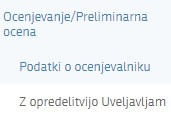 Ocenjevanje/Preliminarna
ocena
Podatki o ocenjevalniku
Z opredelitvijo Uveljavljam